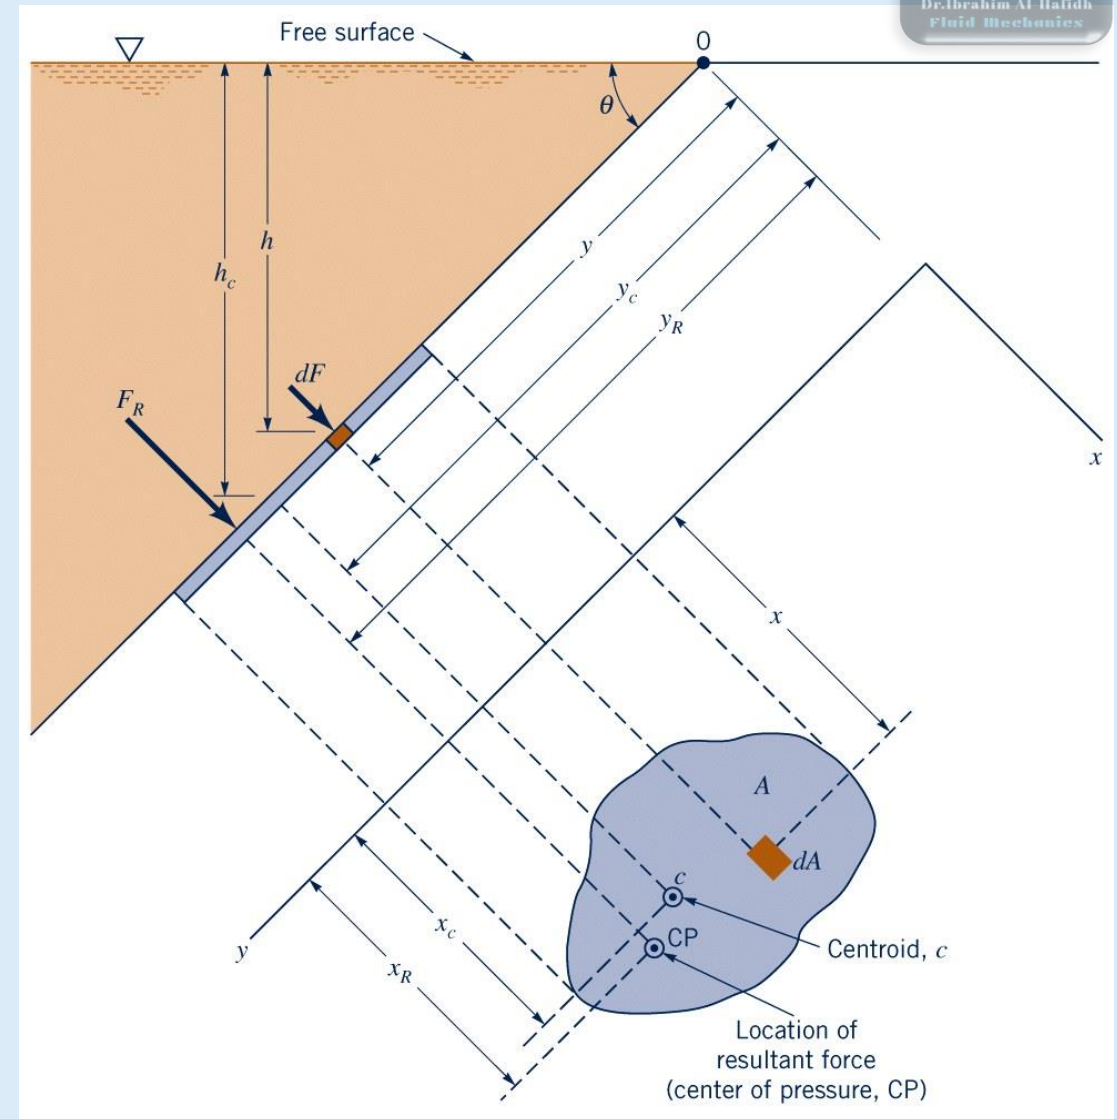 Dr.Ibrahim Al Hafidh
Fluid Mechanics
Free surface
0
θ
h
h_c
y
y_c
y_R
dF
F_R
x
x
A
dA
c
CP
x_c
x_R
y
Centroid, c
Location of
resultant force
(center of pressure, CP)